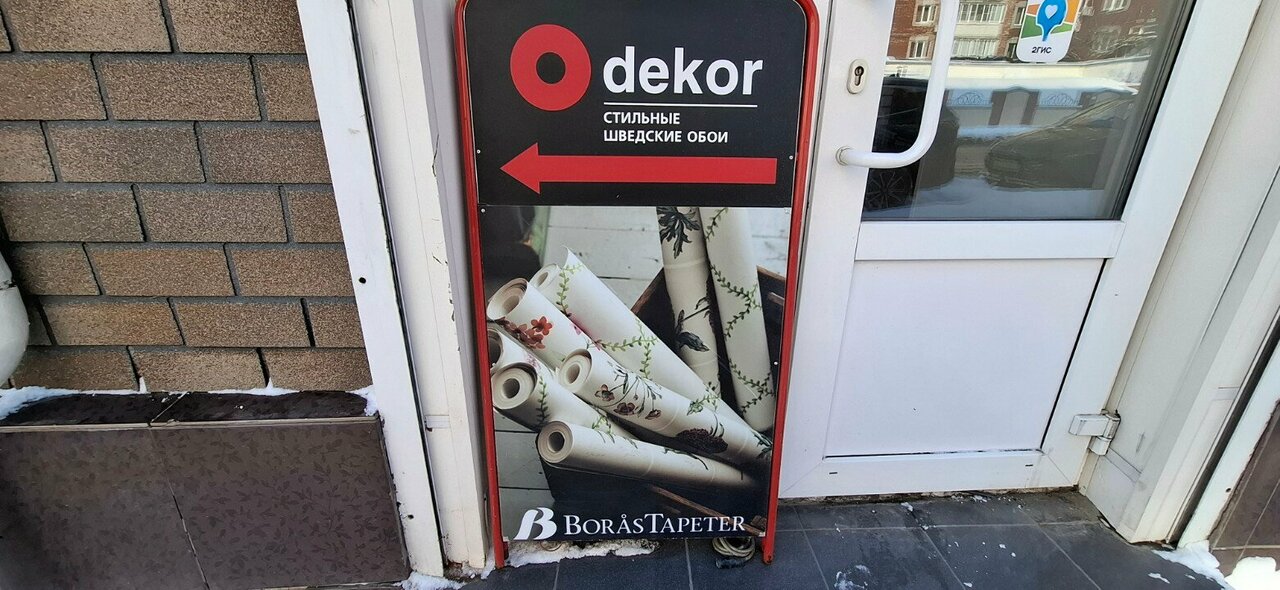 dekor
СТИЛЬНЫЕ
ШВЕДСКИЕ ОБОИ
BORÅSTAPETER
2ГИС